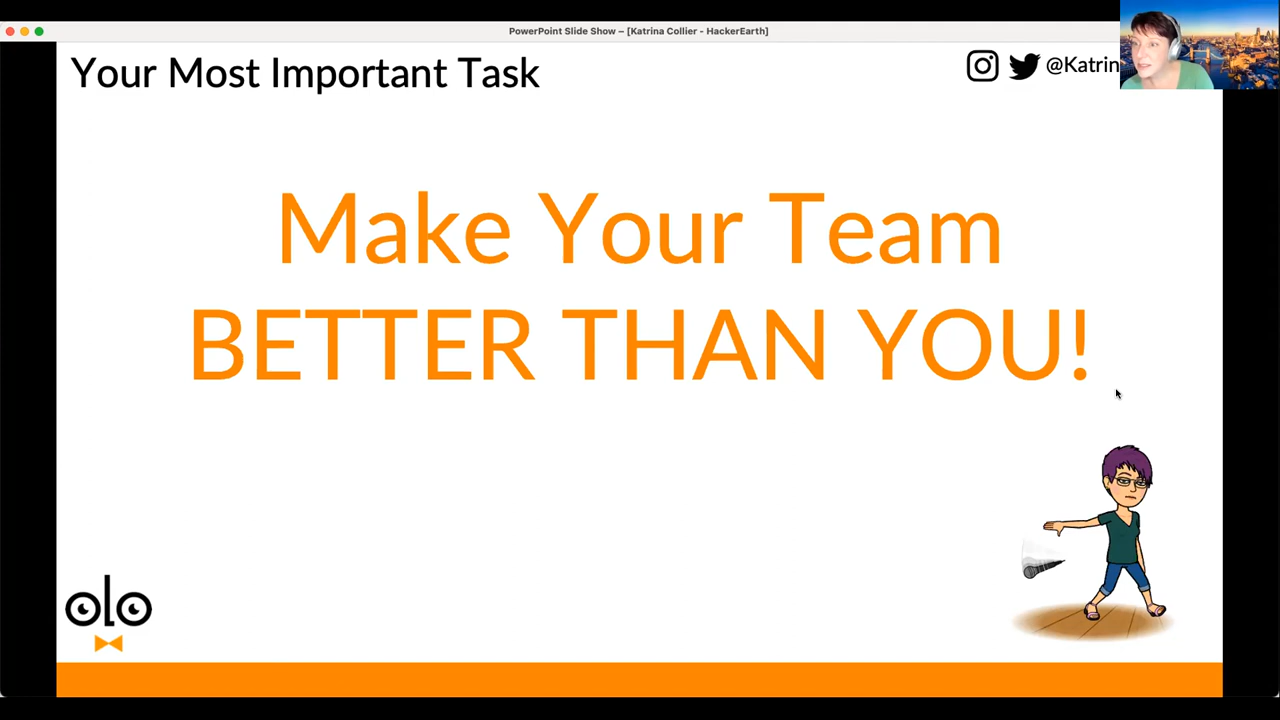 PowerPoint Slide Show – [Katrina Collier - HackerEarth]
Your Most Important Task
@Katrin
Make Your Team
BETTER THAN YOU!
olo